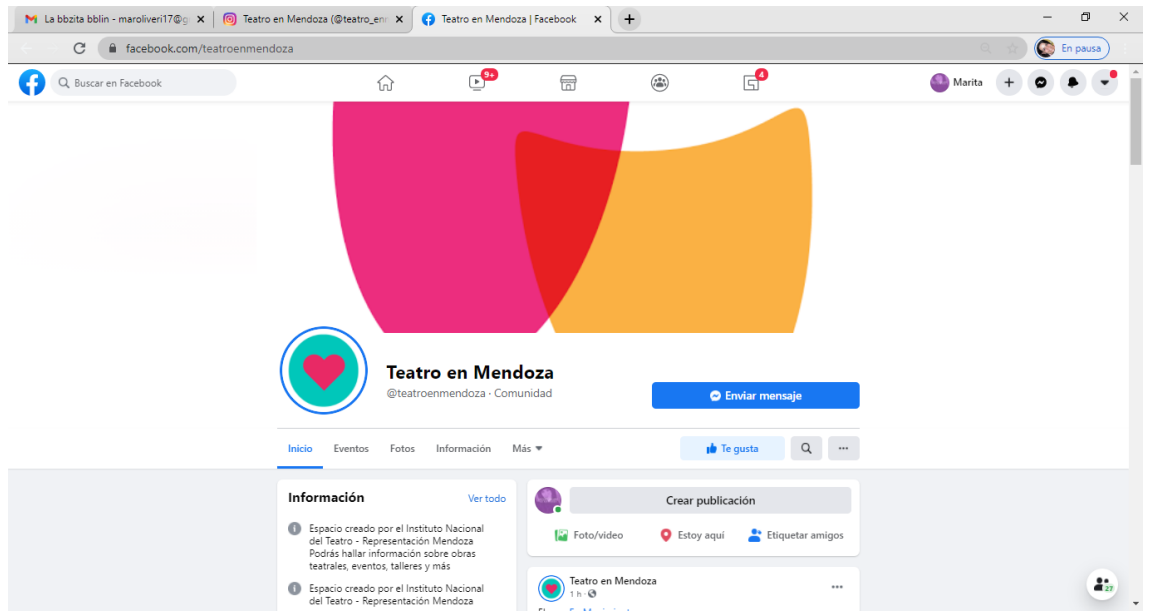 La bbzita bblin - maroliveri17@g
Teatro en Mendoza (@teatro_enn
Teatro en Mendoza | Facebook
facebook.com/teatroenmendoza
En pausa
Buscar en Facebook
9+
4
Marita
Teatro en Mendoza
@teatroenmendoza · Comunidad
Enviar mensaje
Inicio Eventos Fotos Información Más
Te gusta
Información Ver todo
Espacio creado por el Instituto Nacional
del Teatro - Representación Mendoza
Podrás hallar información sobre obras
teatrales, eventos, talleres y más
Espacio creado por el Instituto Nacional
del Teatro - Representación Mendoza
Crear publicación
Foto/video Estoy aquí Etiquetar amigos
Teatro en Mendoza
1 h ·
27